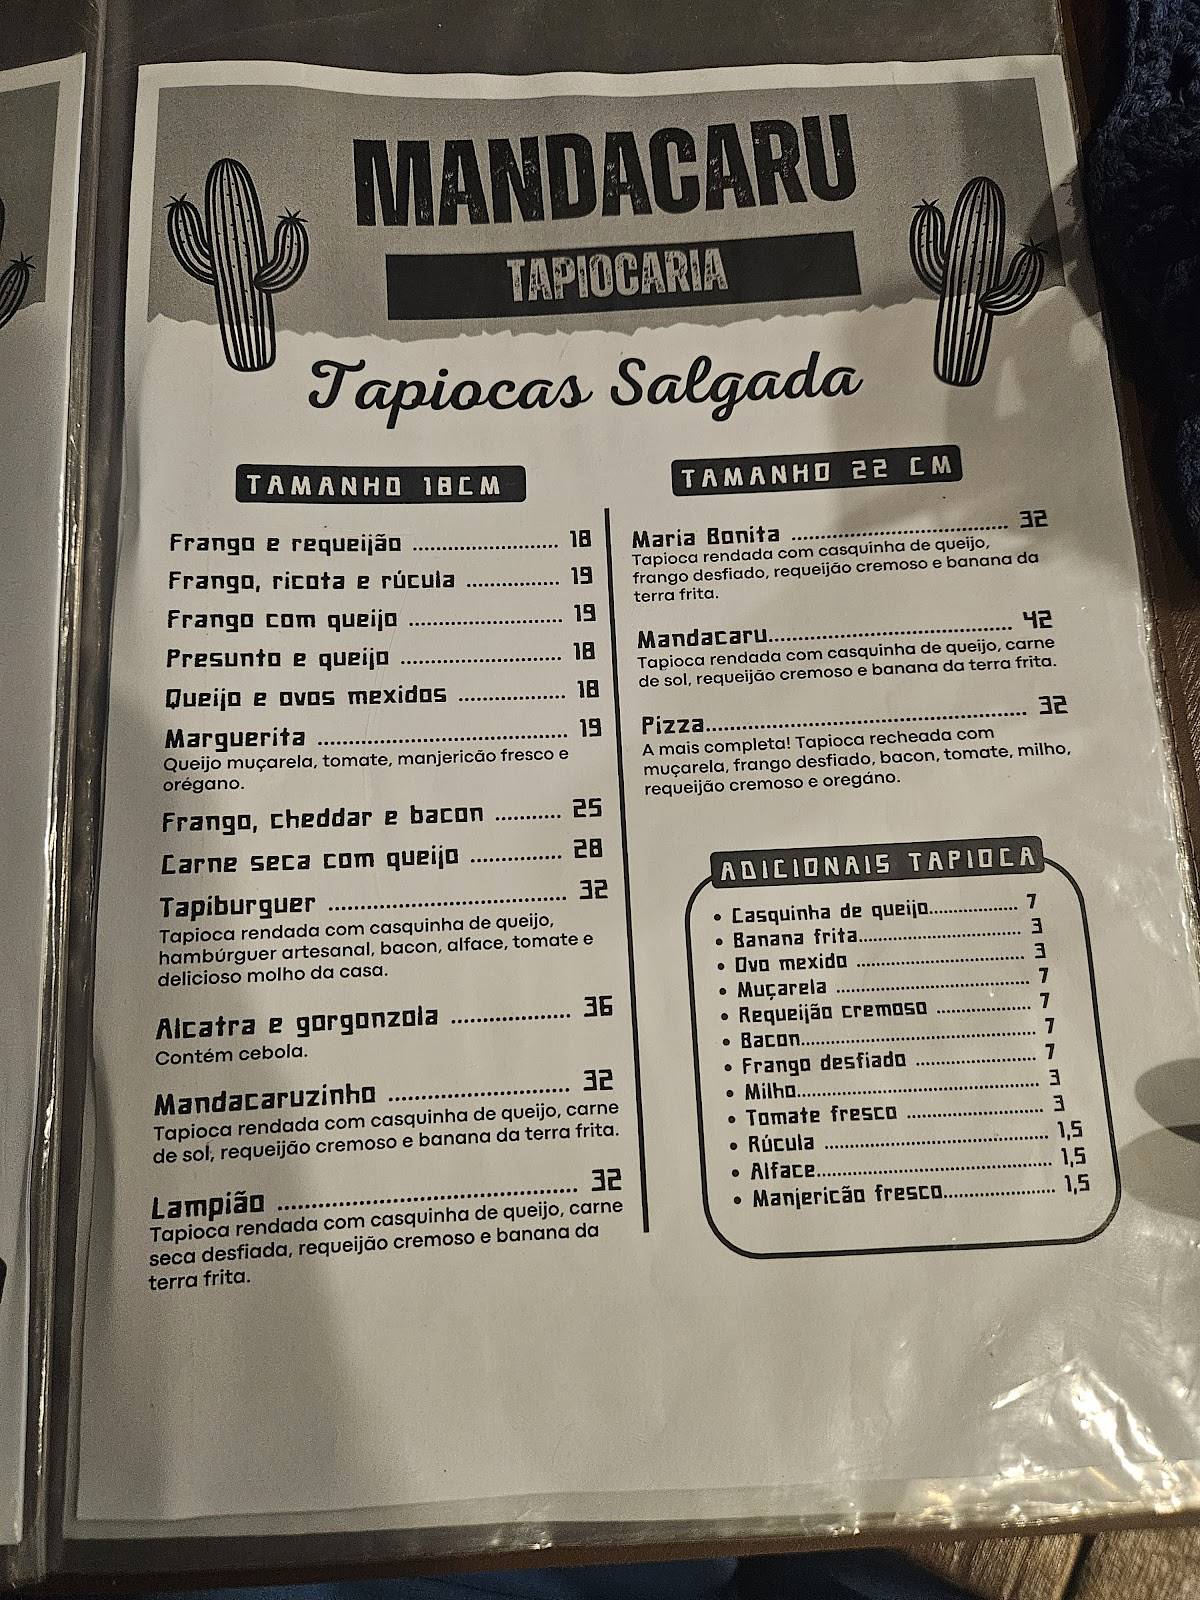 MANDACARU
TAPIOCARIA
Tapiocas Salgada
TAMANHO 18CM
Frango e requeijão ........................ 18
Frango, ricota e rúcula ................ 19
Frango com queijo ......................... 19
Presunto e queijo .......................... 18
Queijo e ovos mexidos .................. 18
Marguerita ........................................ 19
Queijo muçarela, tomate, manjericão fresco e
orégano.
Frango, cheddar e bacon ........... 25
Carne seca com queijo ............... 28
Tapiburguer ..................................... 32
Tapioca rendada com casquinha de queijo,
hambúrguer artesanal, bacon, alface, tomate e
delicioso molho da casa.
Alcatra e gorgonzola ................... 36
Contém cebola.
Mandacaruzinho ............................ 32
Tapioca rendada com casquinha de queijo, carne
de sol, requeijão cremoso e banana da terra frita.
Lampião .............................................. 32
Tapioca rendada com casquinha de queijo, carne
seca desfiada, requeijão cremoso e banana da
terra frita.
TAMANHO 22 CM
Maria Bonita .................................. 32
Tapioca rendada com casquinha de queijo,
frango desfiado, requeijão cremoso e banana da
terra frita.
Mandacaru...................................... 42
Tapioca rendada com casquinha de queijo, carne
de sol, requeijão cremoso e banana da terra frita.
Pizza.................................................. 32
A mais completa! Tapioca recheada com
muçarela, frango desfiado, bacon, tomate, milho,
requeijão cremoso e oregáno.
ADICIONAIS TAPIOCA
• Casquinha de queijo................. 7
• Banana frita.............................. 3
• Ovo mexido .............................. 3
• Muçarela .................................. 7
• Requeijão cremoso ................. 7
• Bacon........................................ 7
• Frango desfiado ...................... 7
• Milho.......................................... 3
• Tomate fresco ......................... 3
• Rúcula ....................................... 1,5
• Alface........................................ 1,5
• Manjericão fresco.................... 1,5